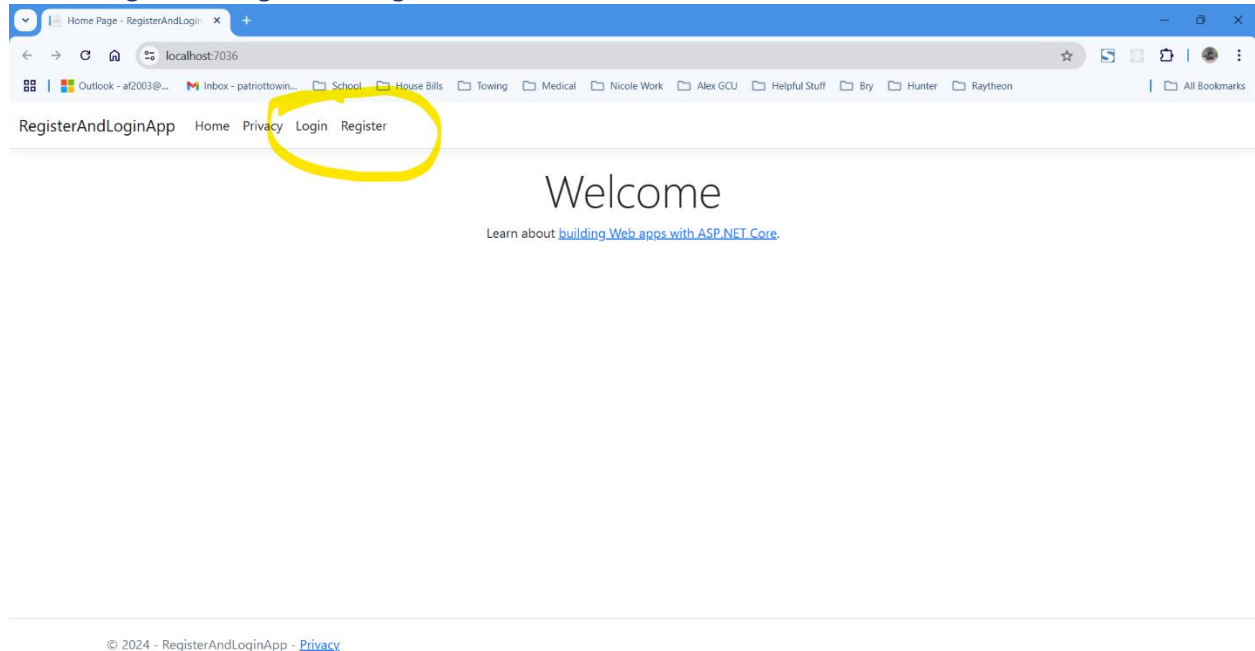 Home Page - RegisterAndLogin
localhost:7036
Outlook - af2003@... Inbox - patriottowin... School House Bills Towing Medical Nicole Work Alex GCU Helpful Stuff Bry Hunter Raytheon All Bookmarks
RegisterAndLoginApp Home Privacy Login Register
Welcome
Learn about building Web apps with ASP.NET Core.
© 2024 - RegisterAndLoginApp - Privacy